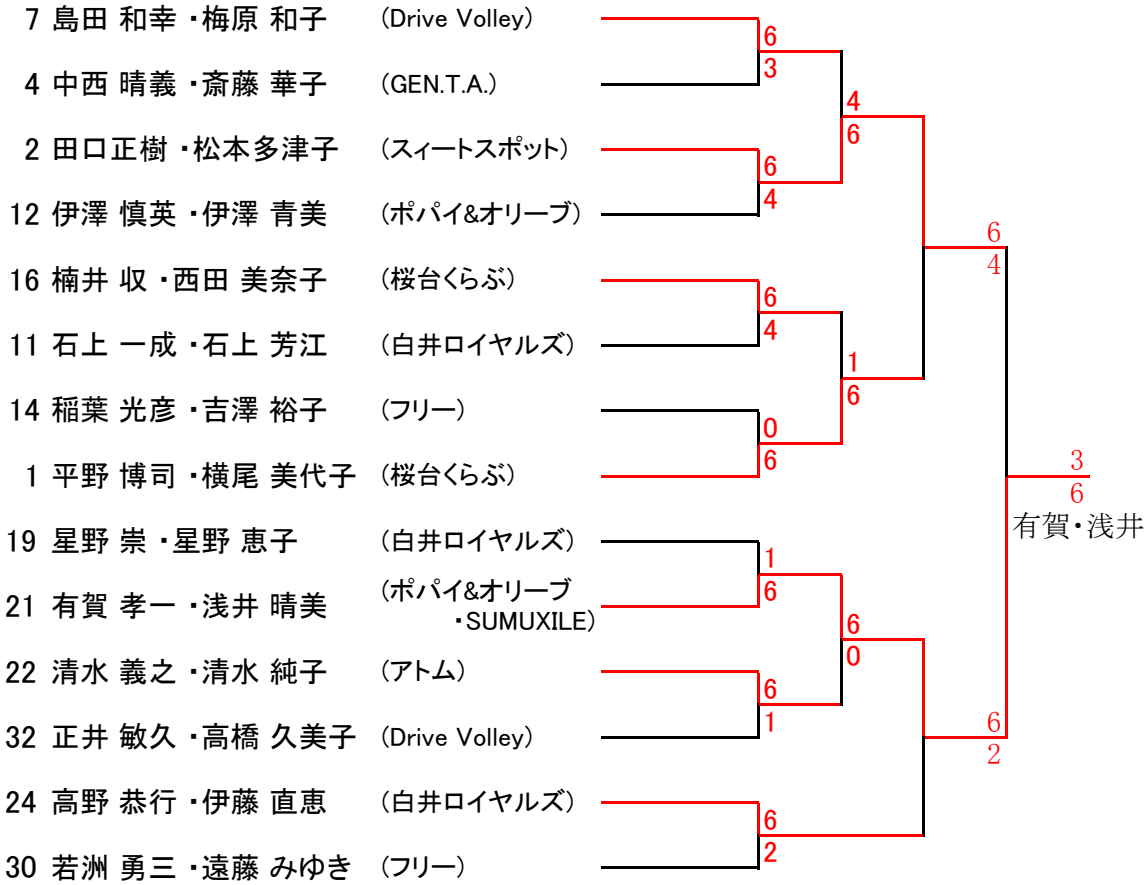 7 島田 和幸 ・梅原 和子 (Drive Volley)
6
3
4 中西 晴義 ・斎藤 華子 (GEN.T.A.)
4
6
2 田口正樹 ・松本多津子 (スィートスポット)
6
4
12 伊澤 慎英 ・伊澤 青美 (ポパイ&オリーブ)
6
4
16 楠井 収 ・西田 美奈子 (桜台くらぶ)
6
4
11 石上 一成 ・石上 芳江 (白井ロイヤルズ)
1
6
14 稲葉 光彦 ・吉澤 裕子 (フリー)
0
6
1 平野 博司 ・横尾 美代子 (桜台くらぶ)
3
6
有賀・浅井
19 星野 崇 ・星野 恵子 (白井ロイヤルズ)
1
6
21 有賀 孝一 ・浅井 晴美 (ポパイ&オリーブ
・SUMUXILE)
6
0
22 清水 義之 ・清水 純子 (アトム)
6
1
32 正井 敏久 ・高橋 久美子 (Drive Volley)
6
2
24 高野 恭行 ・伊藤 直恵 (白井ロイヤルズ)
6
2
30 若洲 勇三 ・遠藤 みゆき (フリー)